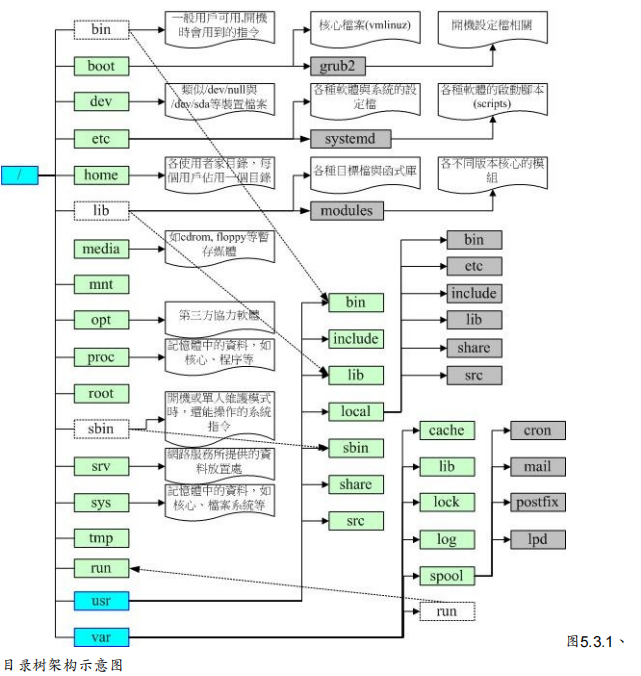 bin
一般用戶可用,開機
時會用到的指令
核心檔案(vmlinuz)
開機設定檔相關
boot
grub2
dev
類似/dev/null與
/dev/sda等裝置檔案
各種軟體與系統的設
定檔
各種軟體的啟動腳本
(scripts)
etc
systemd
/
home
各使用者家目錄，每
個用戶佔用一個目錄
各種目標檔與函式庫
各不同版本核心的模
組
lib
modules
media
如cdrom, floppy等暫
存媒體
mnt
opt
第三方協力軟體
proc
記憶體中的資料，如
核心、程序等
root
sbin
開機或單人維護模式
時，還能操作的系統
指令
srv
網路服務所提供的資
料放置處
sys
記憶體中的資料，如
核心、檔案系統等
tmp
run
usr
var
bin
include
lib
local
sbin
share
src
bin
etc
include
lib
share
src
cache
lib
lock
log
spool
run
cron
mail
postfix
lpd
图5.3.1、
目录树架构示意图